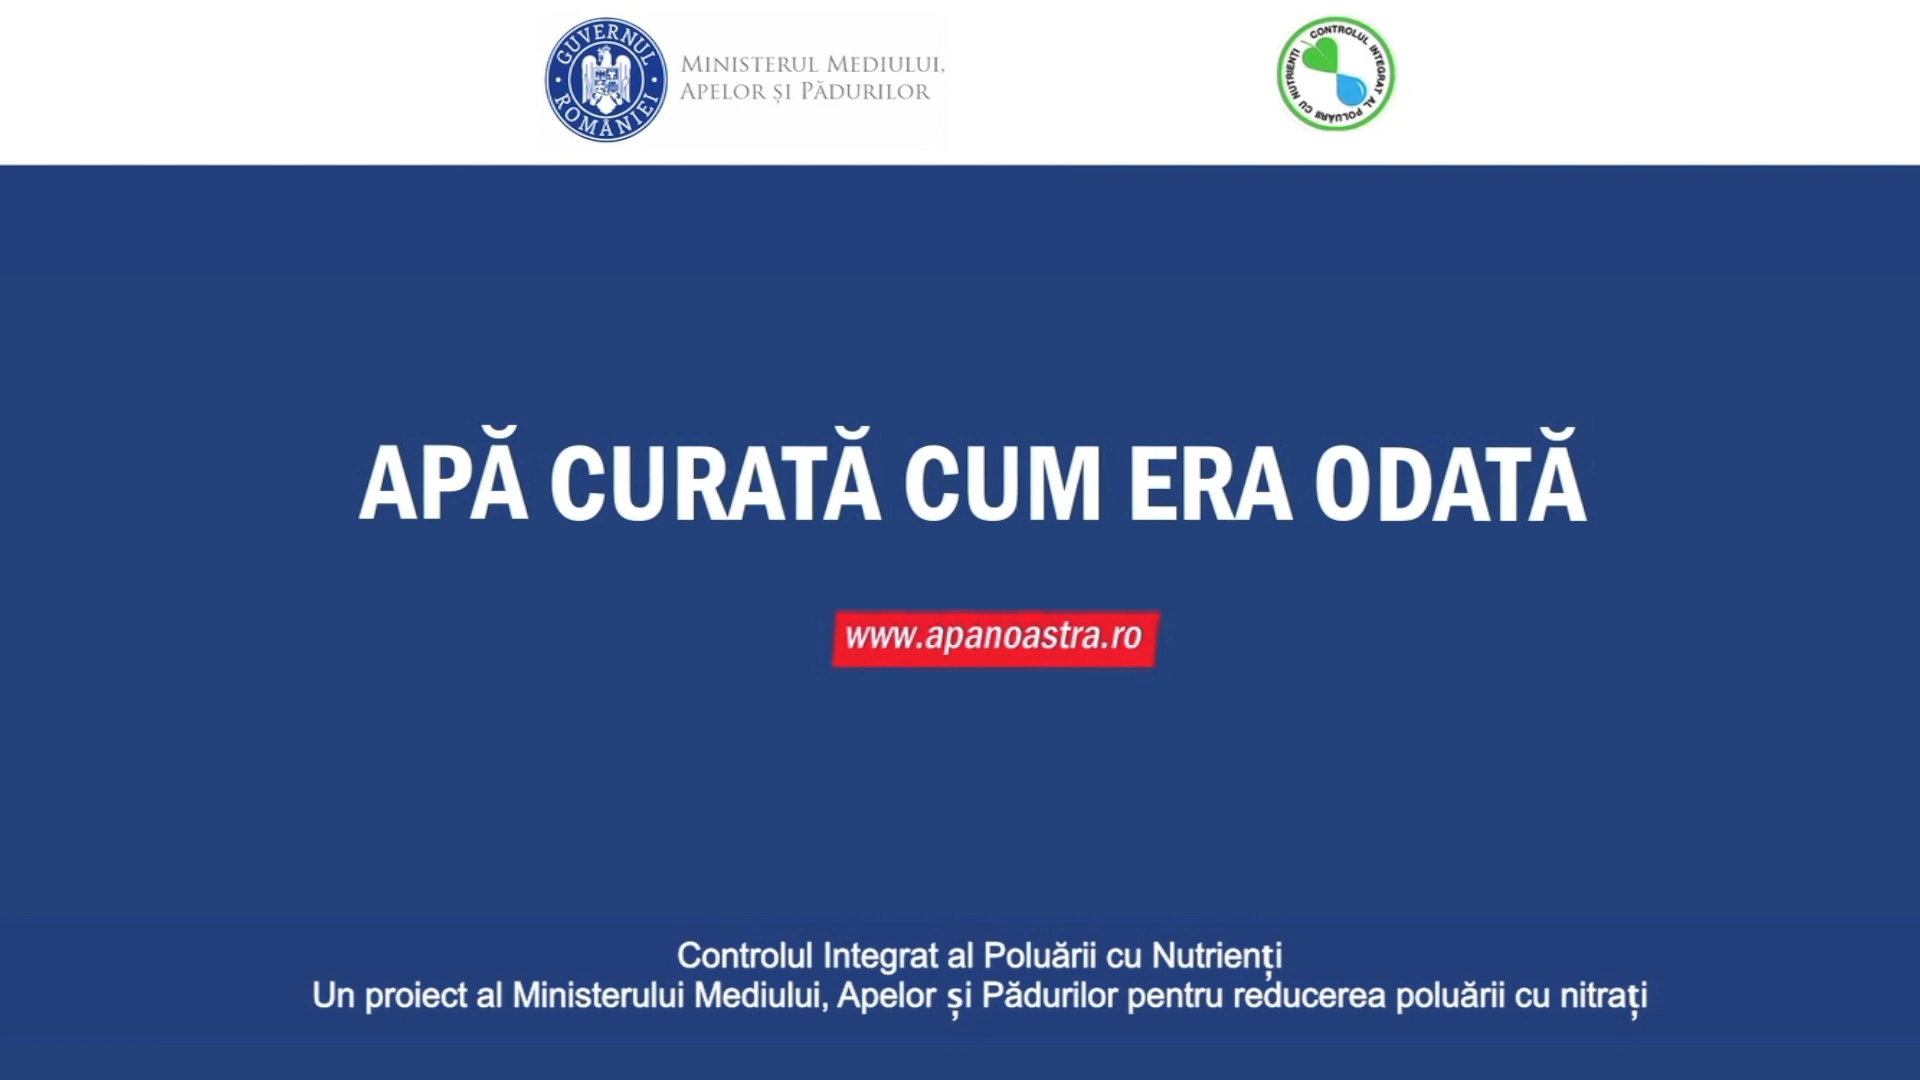 GUVERNUL ROMÂNIEI
MINISTERUL MEDIULUI,
APELOR ȘI PĂDURILOR
CONTROLUL INTEGRAT AL POLUĂRII CU NUTRIENȚI
APĂ CURATĂ CUM ERA ODATĂ
www.apanoastra.ro
Controlul Integrat al Poluării cu Nutrienți
Un proiect al Ministerului Mediului, Apelor și Pădurilor pentru reducerea poluării cu nitrați